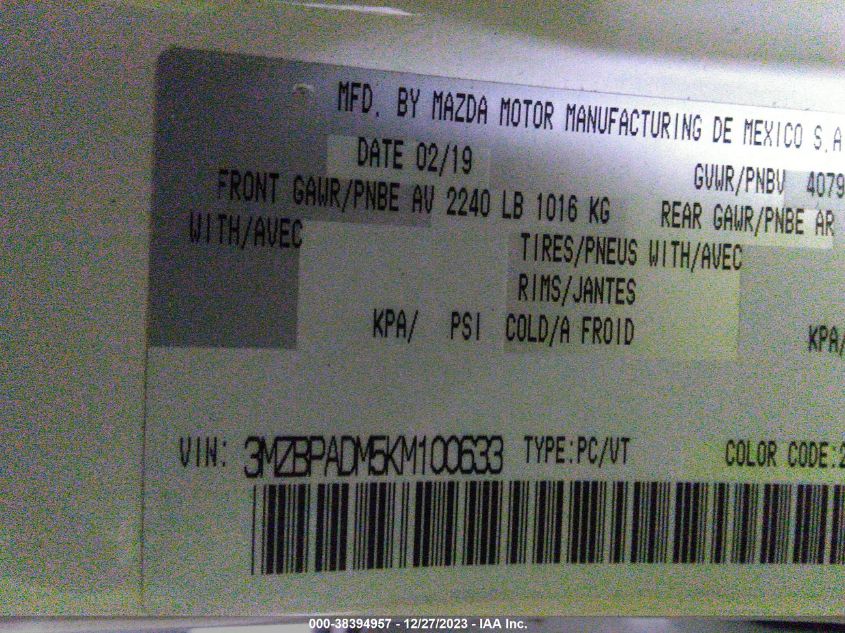 MFD. BY MAZDA MOTOR MANUFACTURING DE MEXICO S.A
DATE 02/19 GVWR/PNBV 4079
FRONT GAWR/PNBE AV 2240 LB 1016 KG REAR GAWR/PNBE AR
WITH/AVEC TIRES/PNEUS WITH/AVEC
RIMS/JANTES
KPA/ PSI COLD/A FROID KPA/
VIN: 3MZBPADM5KM100633 TYPE:PC/VT COLOR CODE:2
000-38394957 - 12/27/2023 - IAA Inc.